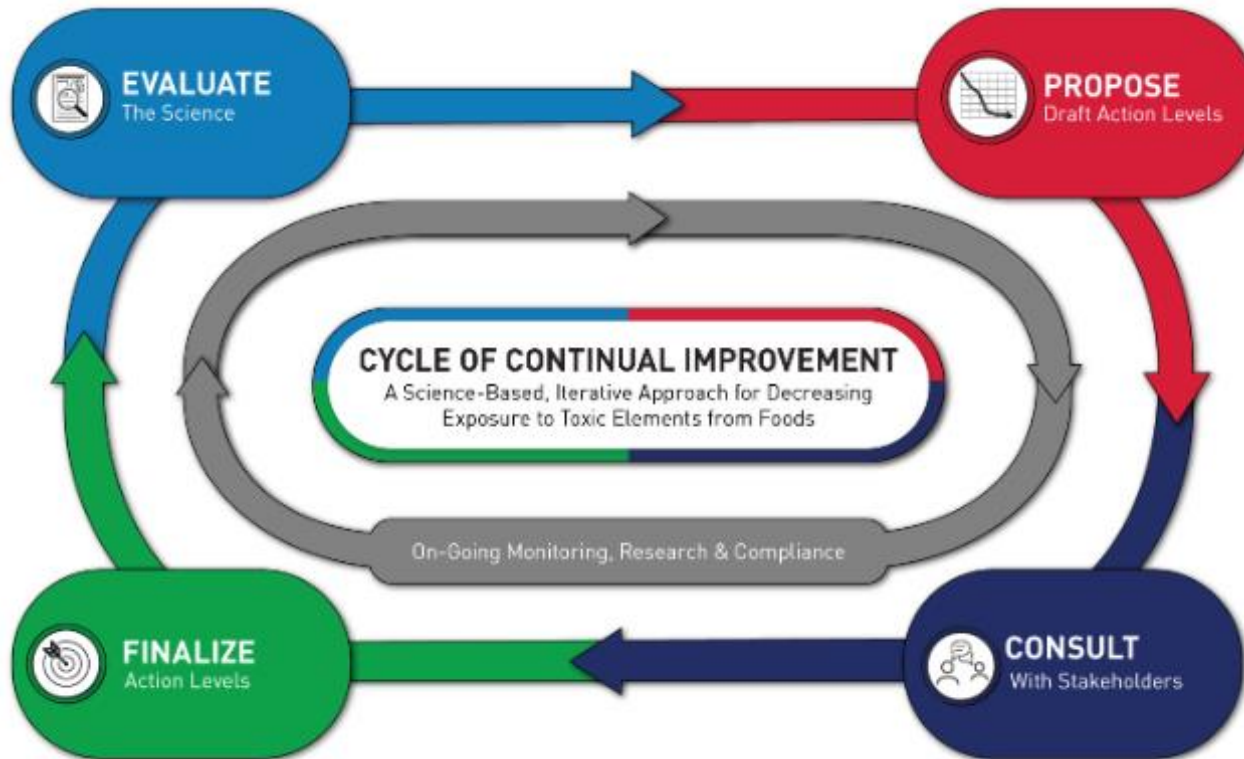 EVALUATE
The Science
PROPOSE
Draft Action Levels
CYCLE OF CONTINUAL IMPROVEMENT
A Science-Based, Iterative Approach for Decreasing
Exposure to Toxic Elements from Foods
On-Going Monitoring, Research & Compliance
FINALIZE
Action Levels
CONSULT
With Stakeholders